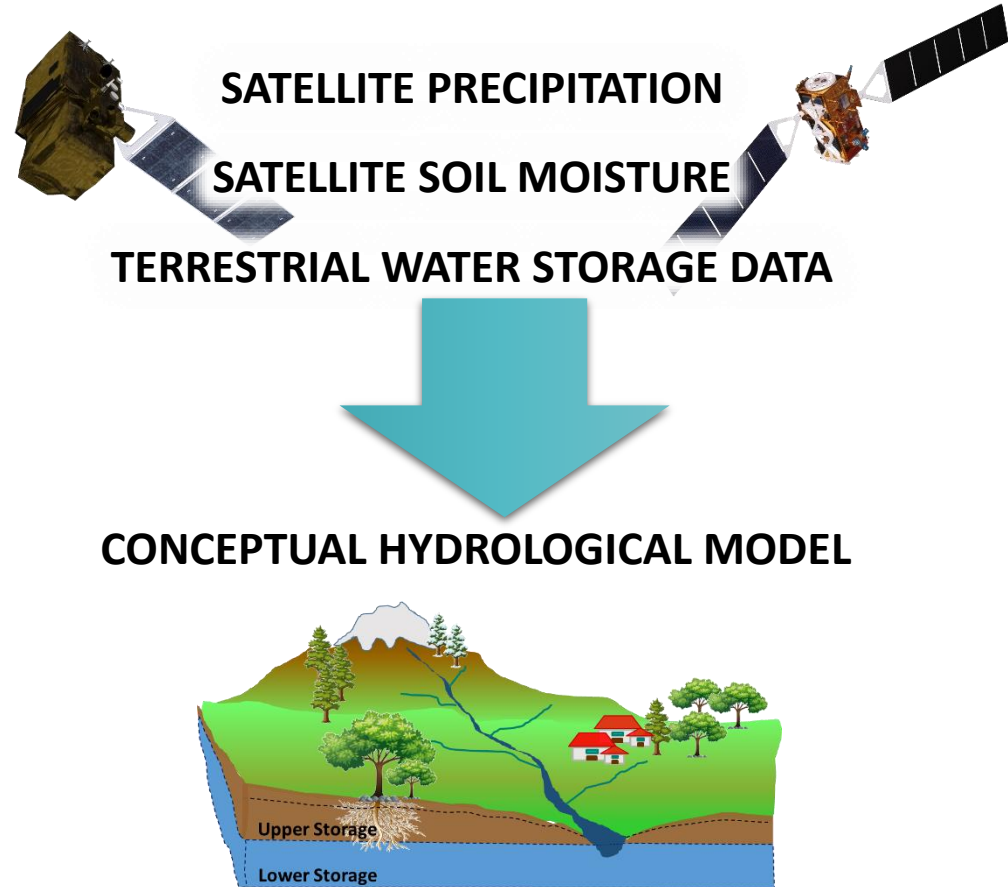 SATELLITE PRECIPITATION
SATELLITE SOIL MOISTURE
TERRESTRIAL WATER STORAGE DATA
CONCEPTUAL HYDROLOGICAL MODEL
Upper Storage
Lower Storage